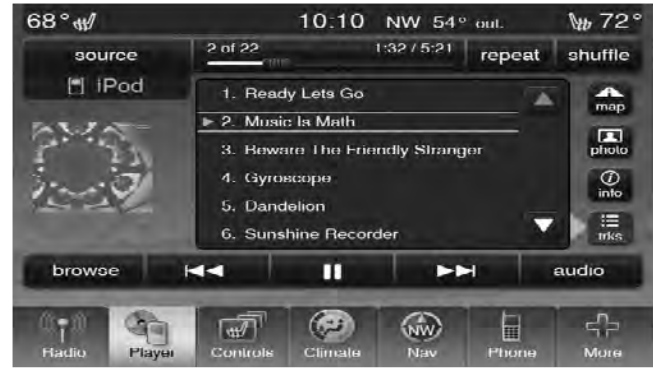 68° 10:10 NW 54° out. 72°
source 2 of 22 1:32 / 5:21 repeat shuffle
iPod
1. Ready Lets Go
map
2. Music Is Math
3. Beware The Friendly Stranger
photo
4. Gyroscope
info
5. Dandelion
6. Sunshine Recorder
trks
browse audio
NW
Radio Player Controls Climate Nav Phone More